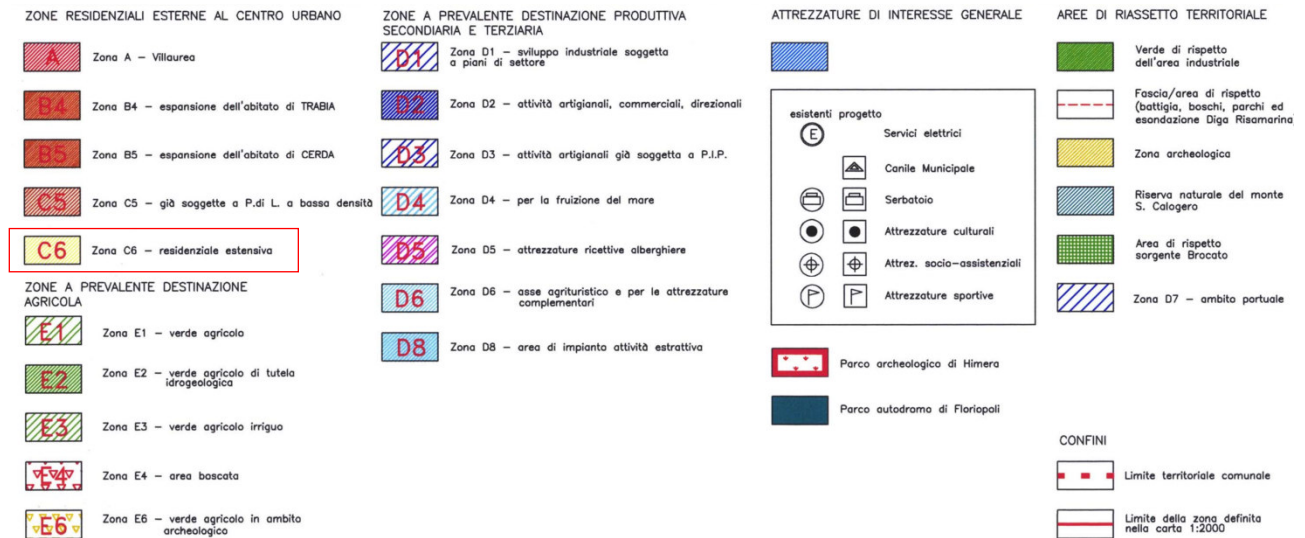 ZONE RESIDENZIALI ESTERNE AL CENTRO URBANO
A
Zona A – Villaurea
B4
Zona B4 – espansione dell'abitato di TRABIA
B5
Zona B5 – espansione dell'abitato di CERDA
C5
Zona C5 – già soggette a P.di L. a bassa densità
C6
Zona C6 – residenziale estensiva
ZONE A PREVALENTE DESTINAZIONE
AGRICOLA
E1
Zona E1 – verde agricolo
E2
Zona E2 – verde agricolo di tutela
idrogeologica
E3
Zona E3 – verde agricolo irriguo
E4
Zona E4 – area boscata
E6
Zona E6 – verde agricolo in ambito
archeologico
ZONE A PREVALENTE DESTINAZIONE PRODUTTIVA
SECONDIARIA E TERZIARIA
D1
Zona D1 – sviluppo industriale soggetta
a piani di settore
D2
Zona D2 – attività artigianali, commerciali, direzionali
D3
Zona D3 – attività artigianali già soggetta a P.I.P.
D4
Zona D4 – per la fruizione del mare
D5
Zona D5 – attrezzature ricettive alberghiere
D6
Zona D6 – asse agrituristico e per le attrezzature
complementari
D8
Zona D8 – area di impianto attività estrattiva
ATTREZZATURE DI INTERESSE GENERALE
esistenti progetto
E
Servici elettrici
Canile Municipale
Serbatoio
Attrezzature culturali
Attrez. socio–assistenziali
Attrezzature sportive
Parco archeologico di Himera
Parco autodramo di Floriopoli
AREE DI RIASSETTO TERRITORIALE
Verde di rispetto
dell'area industriale
Fascia/area di rispetto
(battigia, boschi, parchi ed
esondazione Diga Risamarina
Zona archeologica
Riserva naturale del monte
S. Calogero
Area di rispetto
sorgente Brocato
Zona D7 – ambito portuale
CONFINI
Limite territoriale comunale
Limite della zona definita
nella carta 1:2000